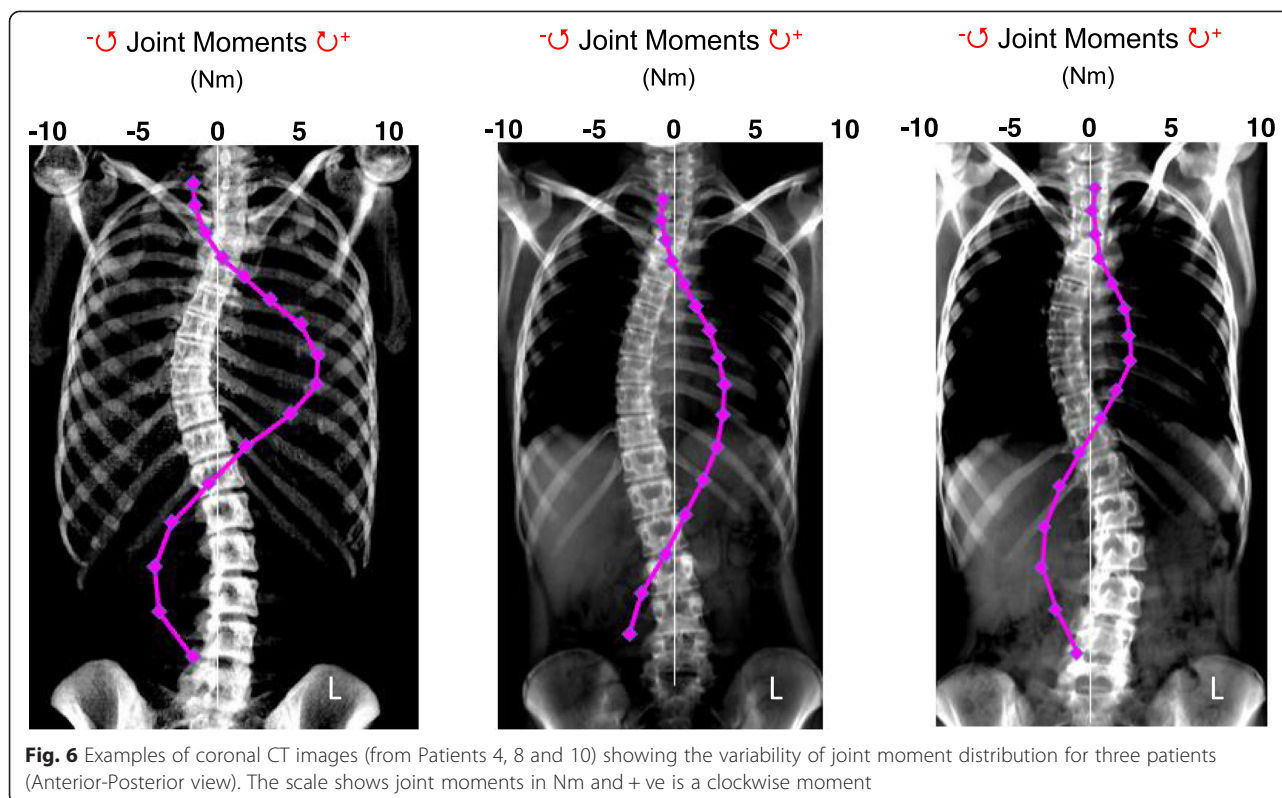 -↺ Joint Moments ↻+
(Nm)
-10 -5 0 5 10
L
-↺ Joint Moments ↻+
(Nm)
-5 0 5 10
L
-↺ Joint Moments ↻+
(Nm)
-10 -5 0 5 10
L
Fig. 6 Examples of coronal CT images (from Patients 4, 8 and 10) showing the variability of joint moment distribution for three patients
(Anterior-Posterior view). The scale shows joint moments in Nm and + ve is a clockwise moment